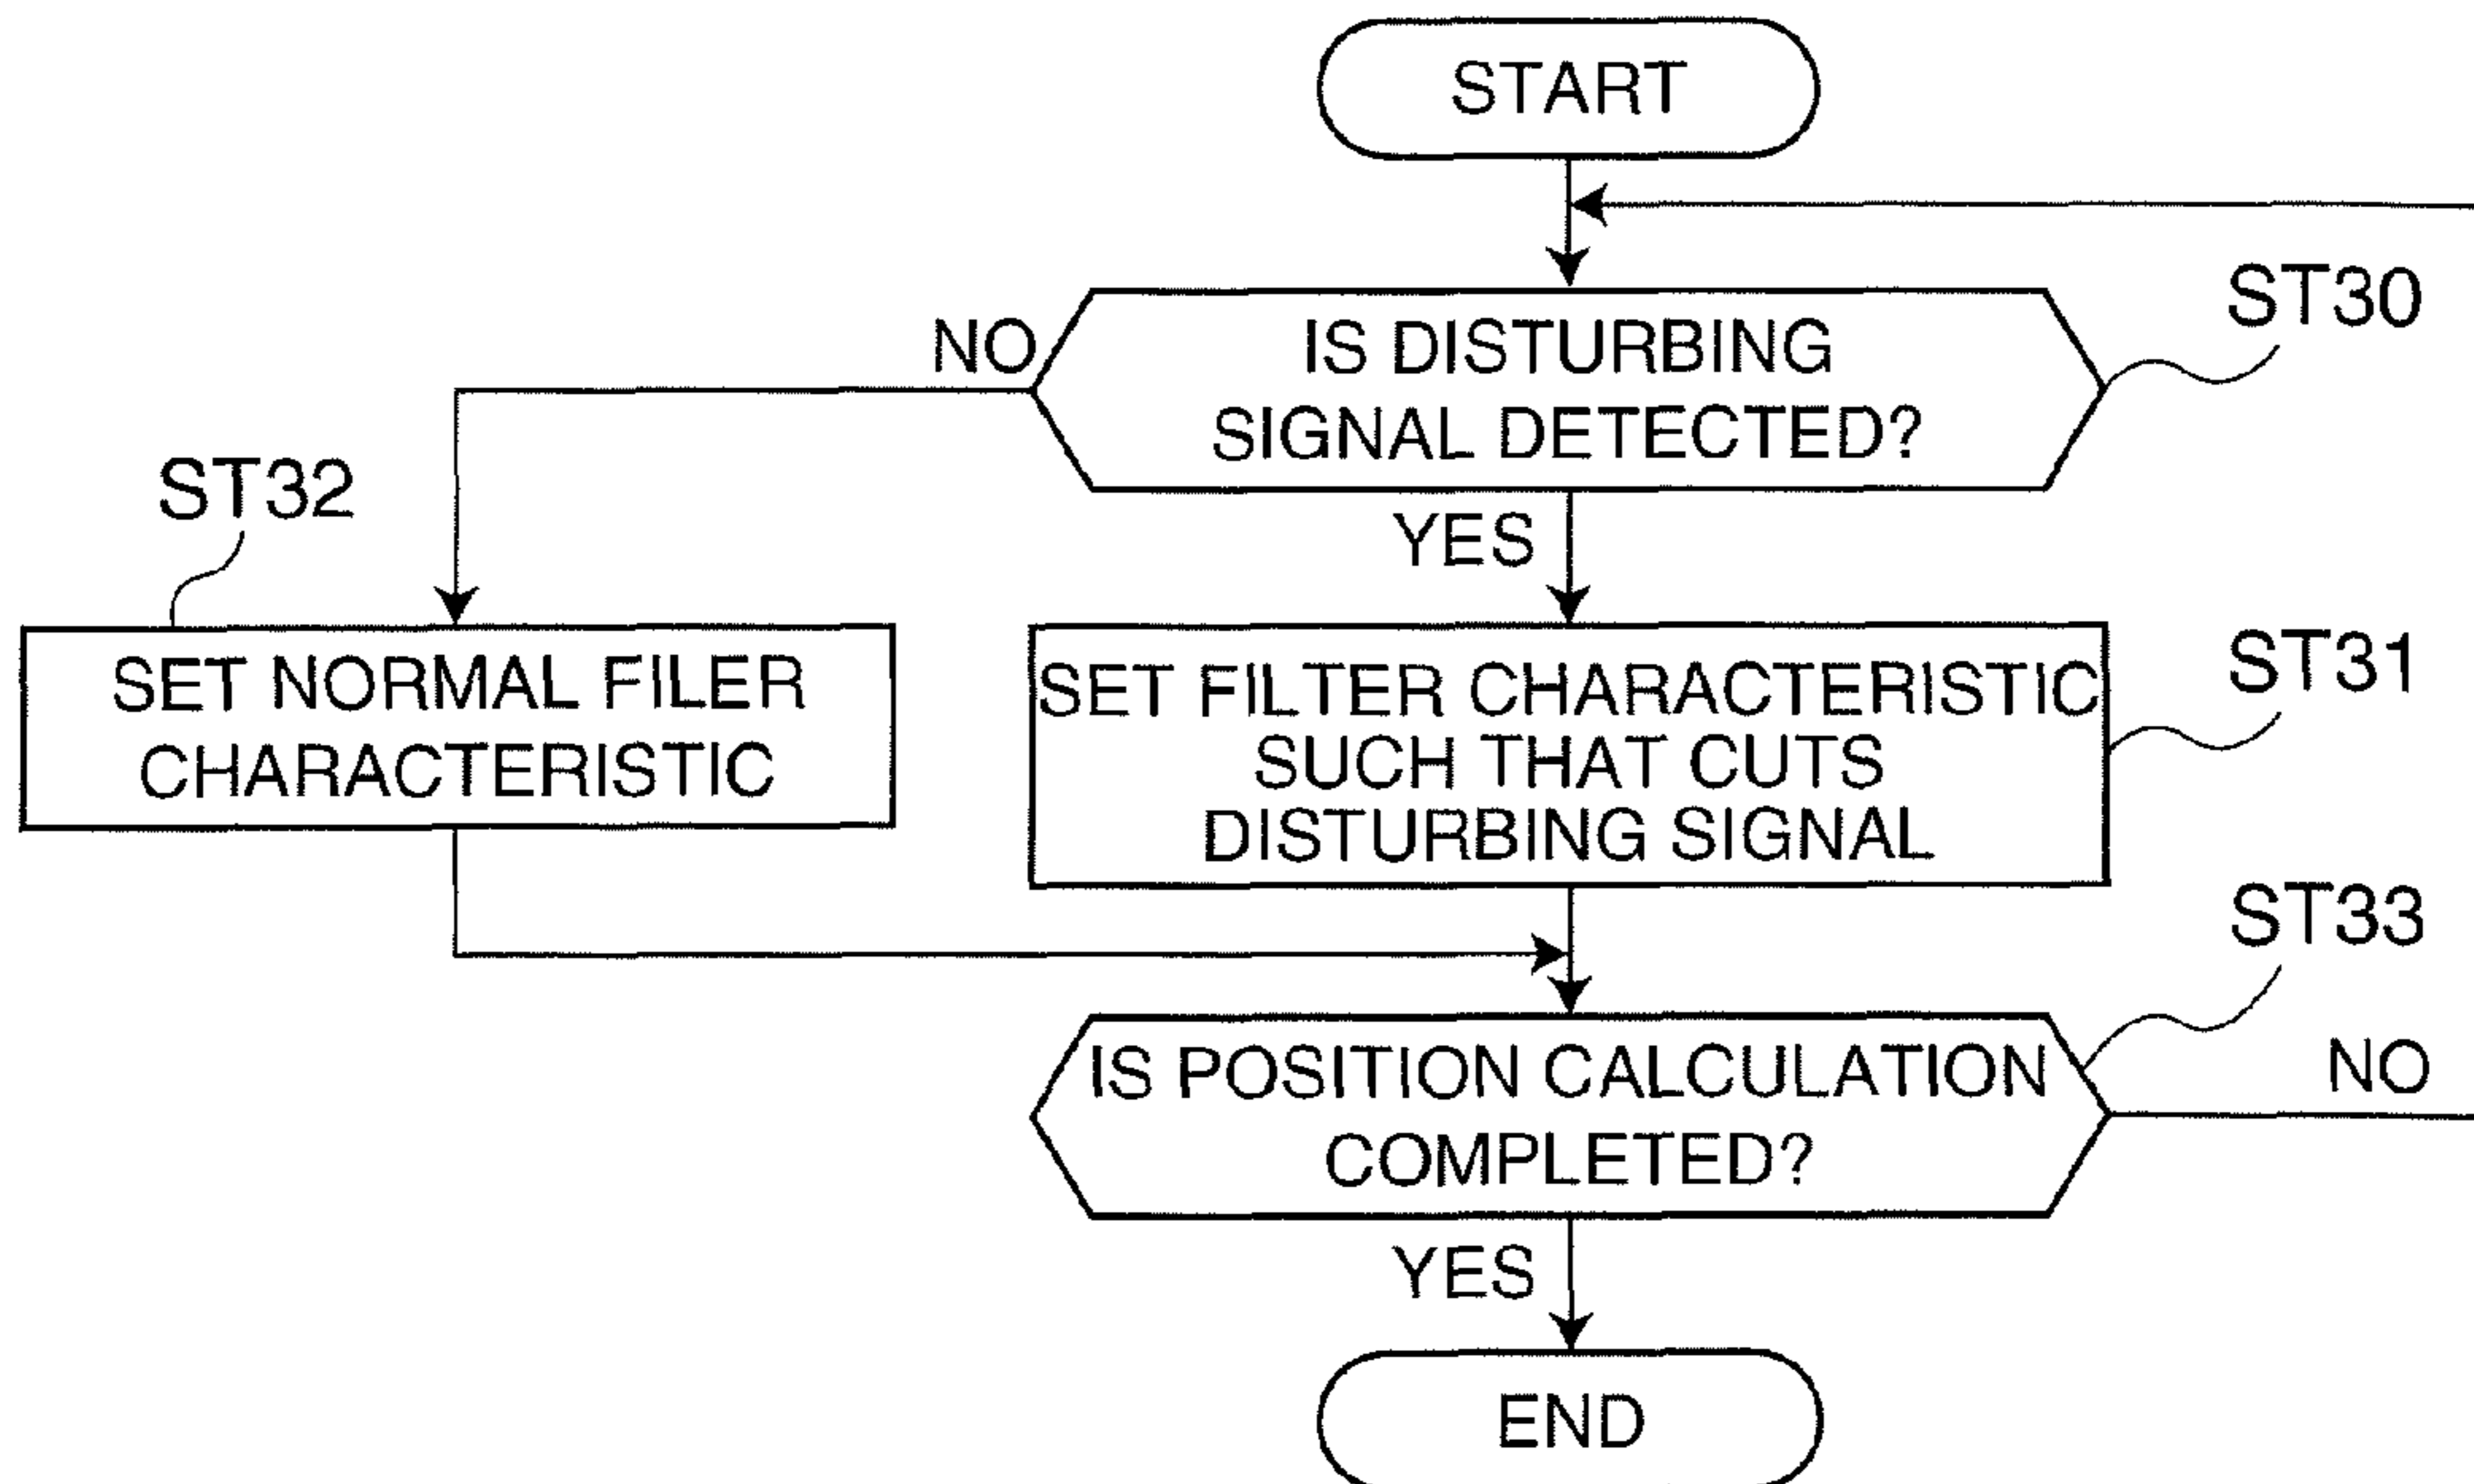 START
ST30
NO
IS DISTURBING
SIGNAL DETECTED?
YES
ST32
SET NORMAL FILER
CHARACTERISTIC
ST31
SET FILTER CHARACTERISTIC
SUCH THAT CUTS
DISTURBING SIGNAL
ST33
IS POSITION CALCULATION
COMPLETED?
NO
YES
END